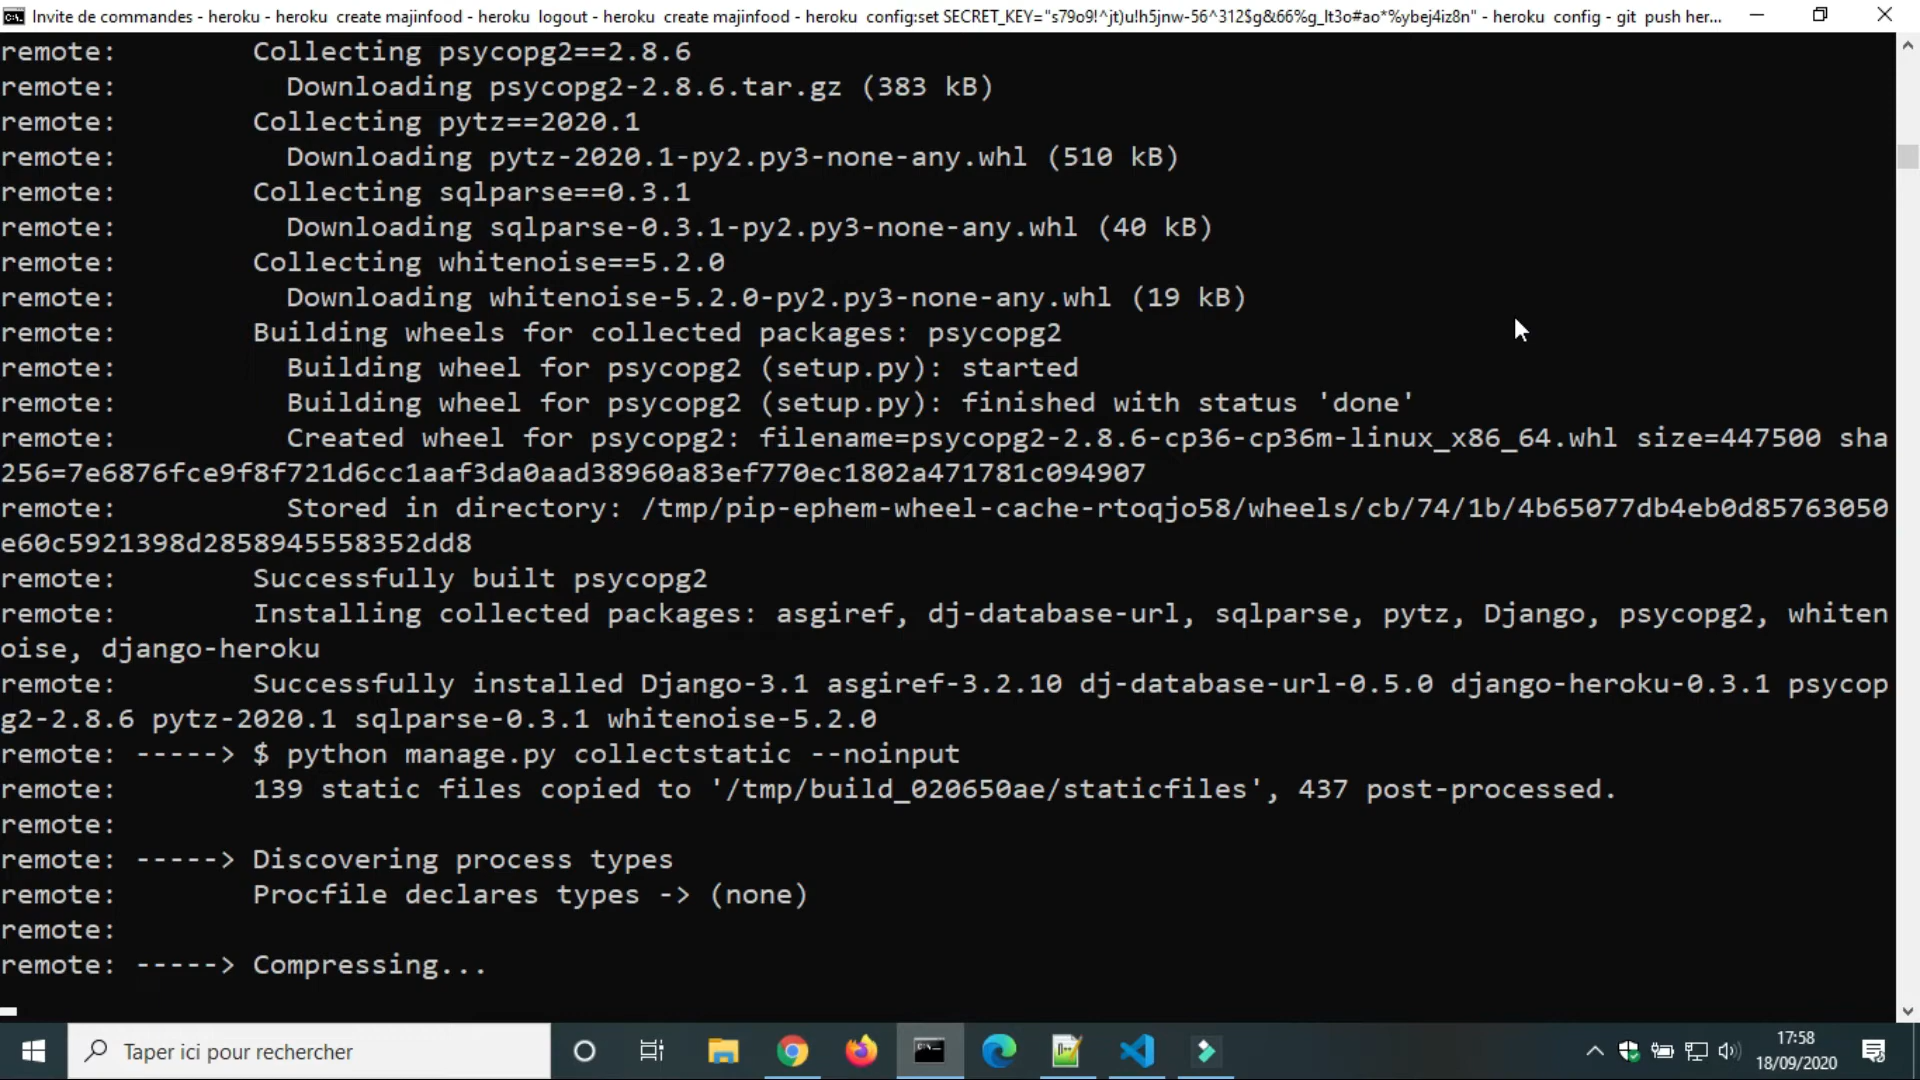 Invite de commandes - heroku - heroku create majinfood - heroku logout - heroku create majinfood - heroku config:set SECRET_KEY="s79o9!^jt)u!h5jnw-56^312$g&66%g_lt3o#ao*%ybej4iz8n" - heroku config - git push her...
remote:        Collecting psycopg2==2.8.6
remote:          Downloading psycopg2-2.8.6.tar.gz (383 kB)
remote:        Collecting pytz==2020.1
remote:          Downloading pytz-2020.1-py2.py3-none-any.whl (510 kB)
remote:        Collecting sqlparse==0.3.1
remote:          Downloading sqlparse-0.3.1-py2.py3-none-any.whl (40 kB)
remote:        Collecting whitenoise==5.2.0
remote:          Downloading whitenoise-5.2.0-py2.py3-none-any.whl (19 kB)
remote:        Building wheels for collected packages: psycopg2
remote:          Building wheel for psycopg2 (setup.py): started
remote:          Building wheel for psycopg2 (setup.py): finished with status 'done'
remote:          Created wheel for psycopg2: filename=psycopg2-2.8.6-cp36-cp36m-linux_x86_64.whl size=447500 sha
256=7e6876fce9f8f721d6cc1aaf3da0aad38960a83ef770ec1802a471781c094907
remote:          Stored in directory: /tmp/pip-ephem-wheel-cache-rtoqjo58/wheels/cb/74/1b/4b65077db4eb0d85763050
e60c5921398d2858945558352dd8
remote:        Successfully built psycopg2
remote:        Installing collected packages: asgiref, dj-database-url, sqlparse, pytz, Django, psycopg2, whiten
oise, django-heroku
remote:        Successfully installed Django-3.1 asgiref-3.2.10 dj-database-url-0.5.0 django-heroku-0.3.1 psycop
g2-2.8.6 pytz-2020.1 sqlparse-0.3.1 whitenoise-5.2.0
remote: -----> $ python manage.py collectstatic --noinput
remote:        139 static files copied to '/tmp/build_020650ae/staticfiles', 437 post-processed.
remote:
remote: -----> Discovering process types
remote:        Procfile declares types -> (none)
remote:
remote: -----> Compressing...
Taper ici pour rechercher
17:58
18/09/2020